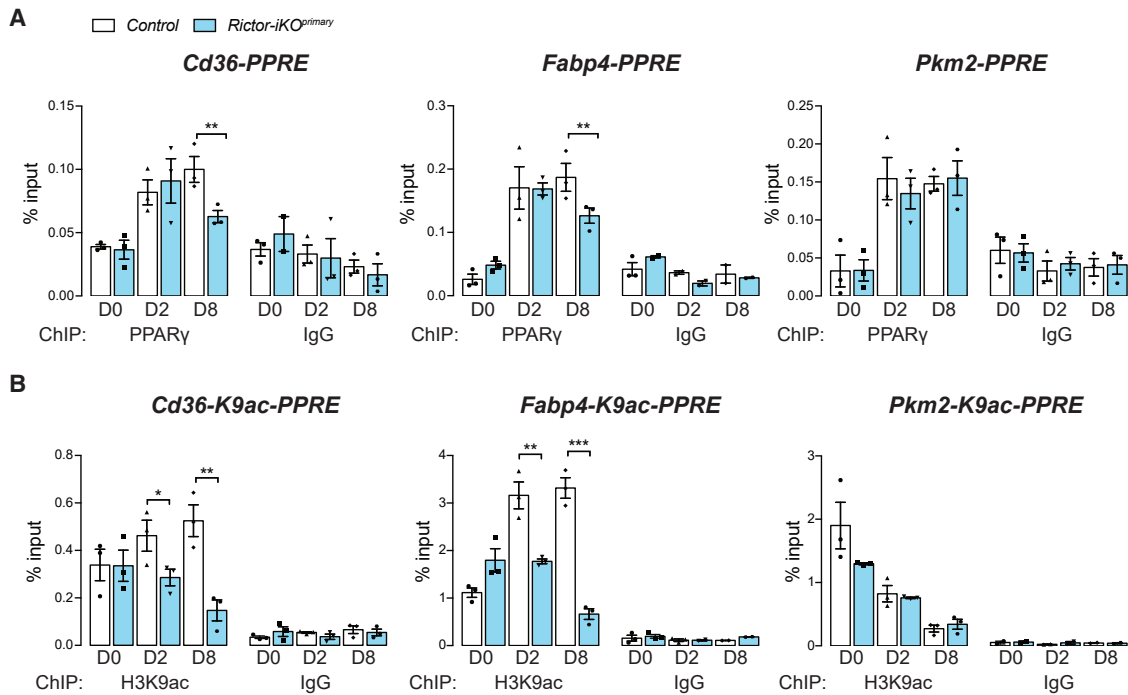 A
Control Rictor-iKOprimary
Cd36-PPRE Fabp4-PPRE Pkm2-PPRE
% input 0.15 0.10 0.05 0.00 **
% input 0.3 0.2 0.1 0.0 **
% input 0.25 0.20 0.15 0.10 0.05 0.00
D0 D2 D8 D0 D2 D8 D0 D2 D8 D0 D2 D8 D0 D2 D8 D0 D2 D8
ChIP: PPARγ IgG PPARγ IgG PPARγ IgG
B
Cd36-K9ac-PPRE Fabp4-K9ac-PPRE Pkm2-K9ac-PPRE
% input 0.8 0.6 0.4 0.2 0.0 * **
% input 4 3 2 1 0 ** ***
% input 3 2 1 0
D0 D2 D8 D0 D2 D8 D0 D2 D8 D0 D2 D8 D0 D2 D8 D0 D2 D8
ChIP: H3K9ac IgG ChIP: H3K9ac IgG ChIP: H3K9ac IgG